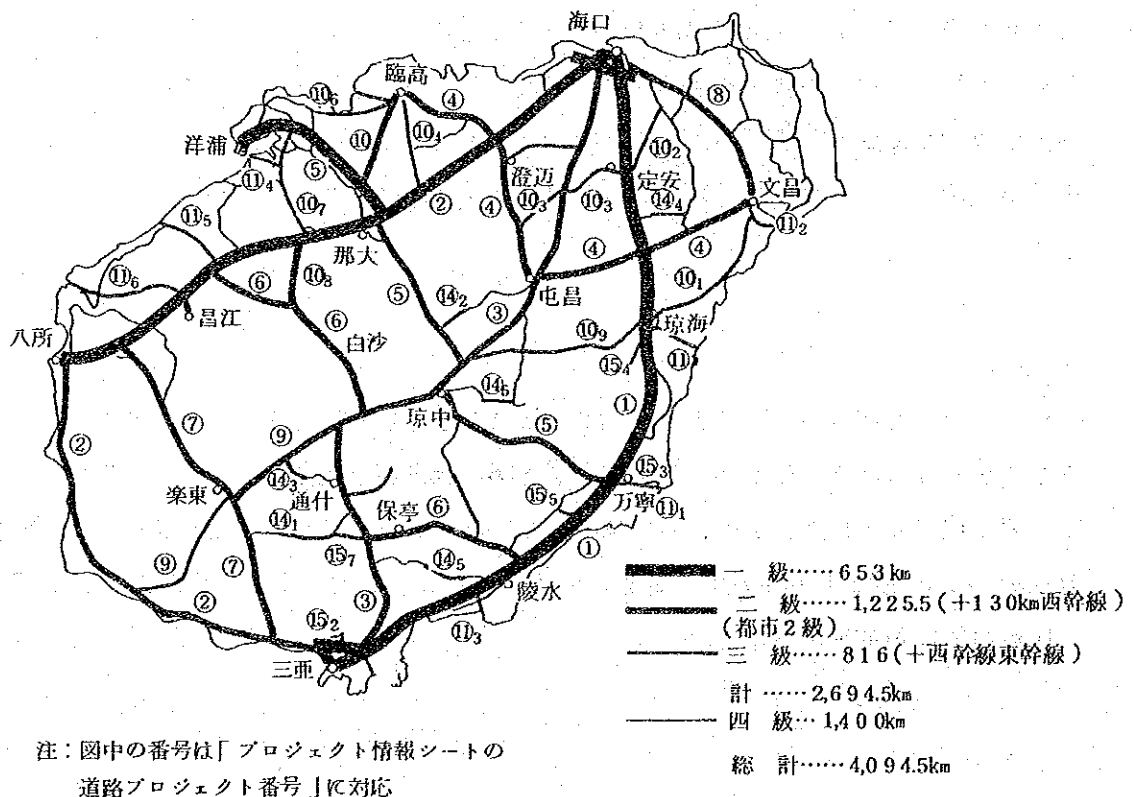 海口
臨高
⑧
⑩₆
④
洋浦
⑩
⑩₄
⑤
⑩₂
⑪₄
澄迈
定安
文昌
②
⑩₃
⑩₃
⑭₄
⑪₅
⑩₇
④
⑪₂
那大
④
④
⑪₆
⑥
⑩₈
⑤
⑭₂
屯昌
⑩₁
昌江
③
八所
⑥
白沙
⑩₉
琼海
⑮₄
⑪
⑭₆
①
琼中
②
⑦
⑨
⑤
⑮₃
楽東
⑭₃
通什
⑮₅
万寧
⑪₁
⑭₁
保亭
⑥
①
⑨
⑦
⑮₇
⑭₅
陵水
②
③
⑮₂
⑪₃
三亜
一 級……653km
二 級……1,225.5(+130km西幹線)
(都市2級)
三 級……816(+西幹線東幹線)
計……2,694.5km
四 級…1,400km
総 計……4,094.5km
注:図中の番号は「プロジェクト情報シートの
道路プロジェクト番号」に対応